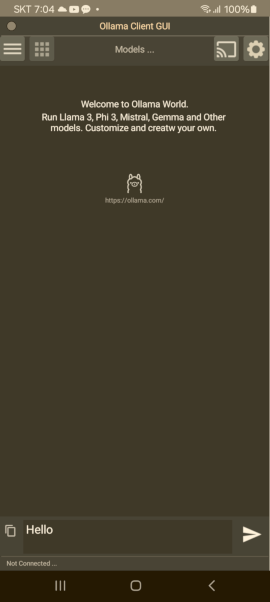 SKT 7:04
100%
Ollama Client GUI
Models ...
Welcome to Ollama World.
Run Llama 3, Phi 3, Mistral, Gemma and Other
models. Customize and creatw your own.
https://ollama.com/
Hello
Not Connected ...